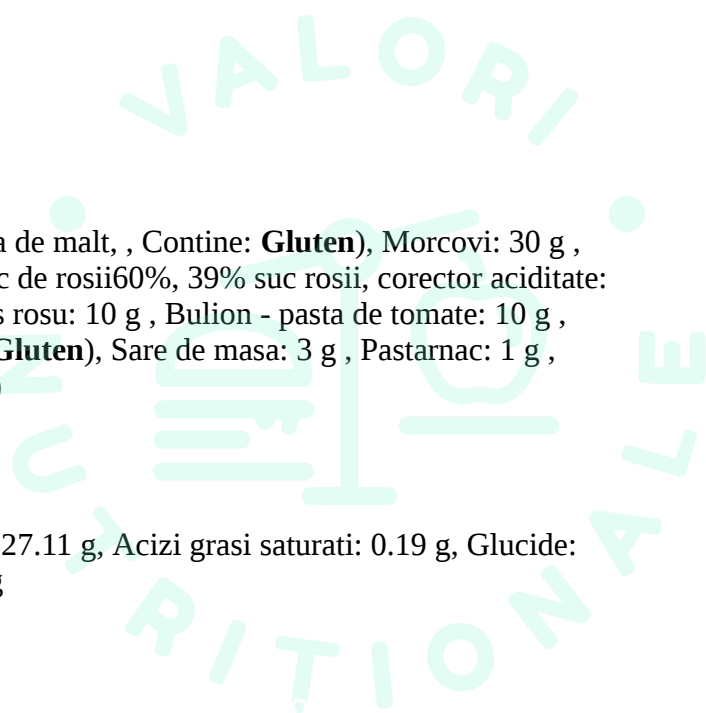 VALORI
a de malt, , Contine: Gluten), Morcovi: 30 g ,
c de rosii60%, 39% suc rosii, corector aciditate:
s rosu: 10 g , Bulion - pasta de tomate: 10 g ,
Gluten), Sare de masa: 3 g , Pastarnac: 1 g ,
)
27.11 g, Acizi grasi saturati: 0.19 g, Glucide:
g
NUTRITIONALE